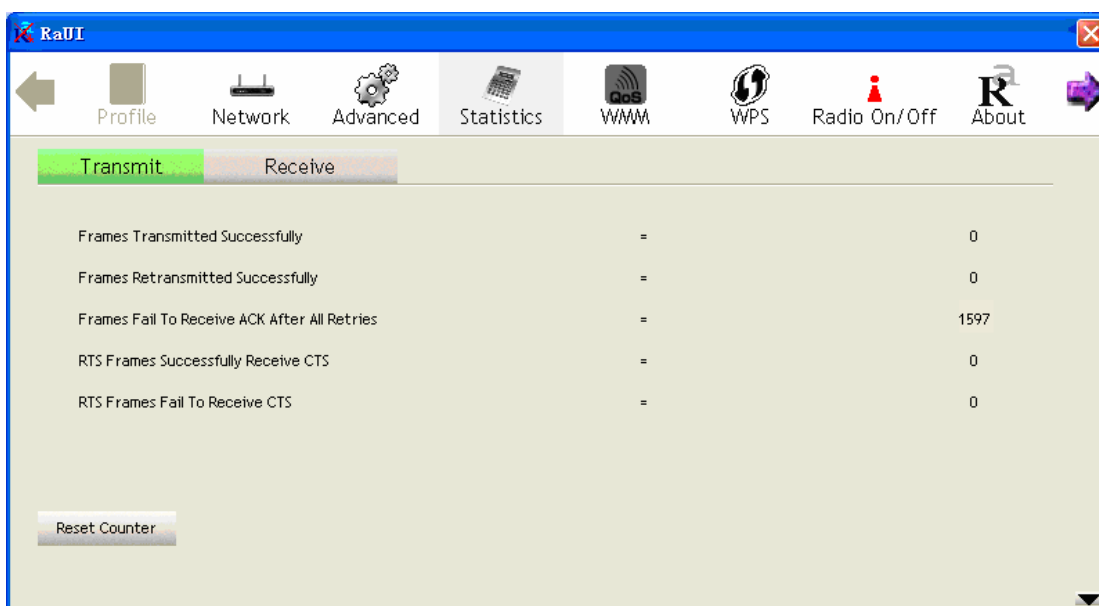 RaUI
Profile Network Advanced Statistics QoS WMM WPS Radio On/Off Ra About
Transmit Receive
Frames Transmitted Successfully = 0
Frames Retransmitted Successfully = 0
Frames Fail To Receive ACK After All Retries = 1597
RTS Frames Successfully Receive CTS = 0
RTS Frames Fail To Receive CTS = 0
Reset Counter